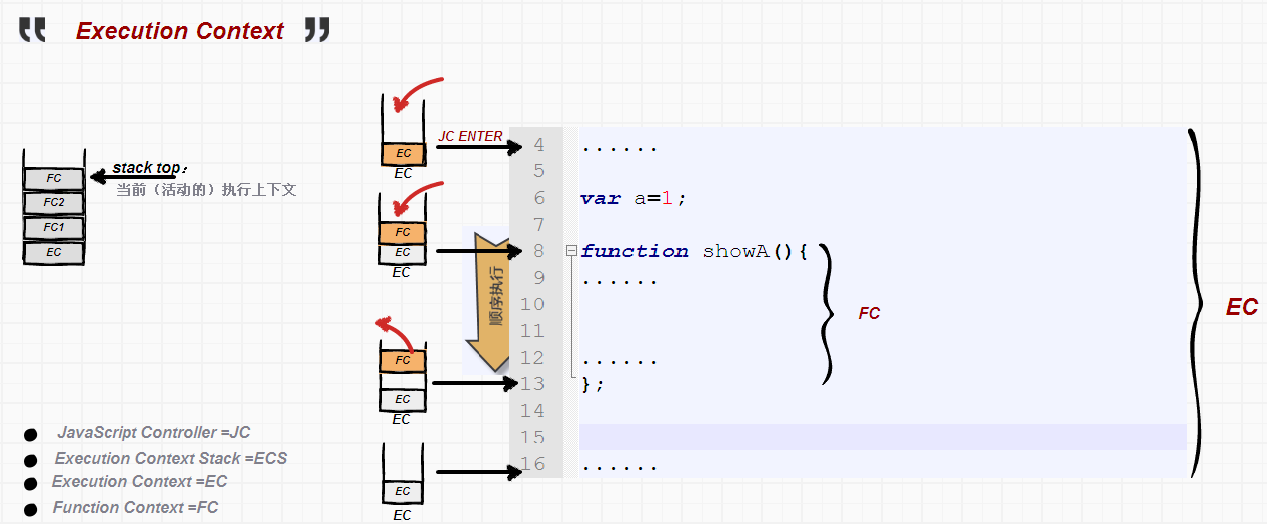 Execution Context
stack top：
当前（活动的）执行上下文
FC
FC2
FC1
EC
EC
EC
JC ENTER
FC
EC
EC
顺序执行
FC
EC
EC
EC
EC
4 ......
5
6 var a=1;
7
8 function showA(){
9 ......
10
11
12 ......
13 };
14
15
16 ......
FC
EC
JavaScript Controller =JC
Execution Context Stack =ECS
Execution Context =EC
Function Context =FC